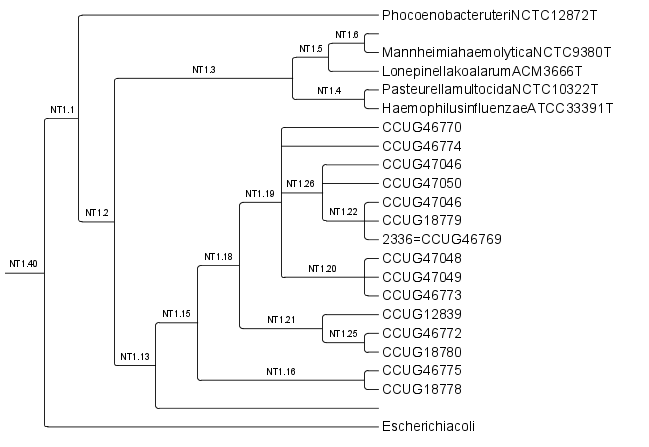 PhocoenobacteruteriNCTC12872T
NT1.6
NT1.5
MannheimiahaemolyticaNCTC9380T
NT1.3
LonepinellakoalarumACM3666T
PasteurellamultocidaNCTC10322T
NT1.4
HaemophilusinfluenzaeATCC33391T
NT1.1
CCUG46770
CCUG46774
CCUG47046
NT1.26
CCUG47050
NT1.19
CCUG47046
NT1.2
NT1.22
CCUG18779
2336=CCUG46769
NT1.18
CCUG47048
NT1.40
NT1.20
CCUG47049
CCUG46773
NT1.15
CCUG12839
NT1.21
CCUG46772
NT1.25
CCUG18780
NT1.13
CCUG46775
NT1.16
CCUG18778
Escherichiacoli